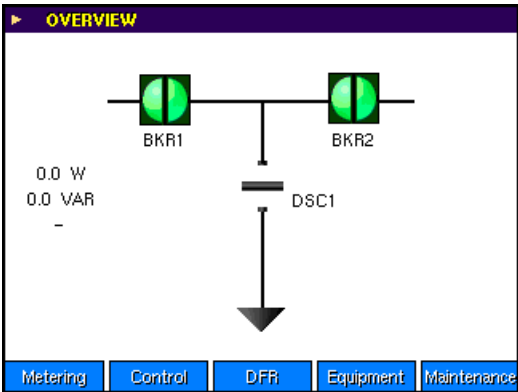 OVERVIEW
BKR1
BKR2
0.0 W
0.0 VAR
–
DSC1
Metering
Control
DFR
Equipment
Maintenance